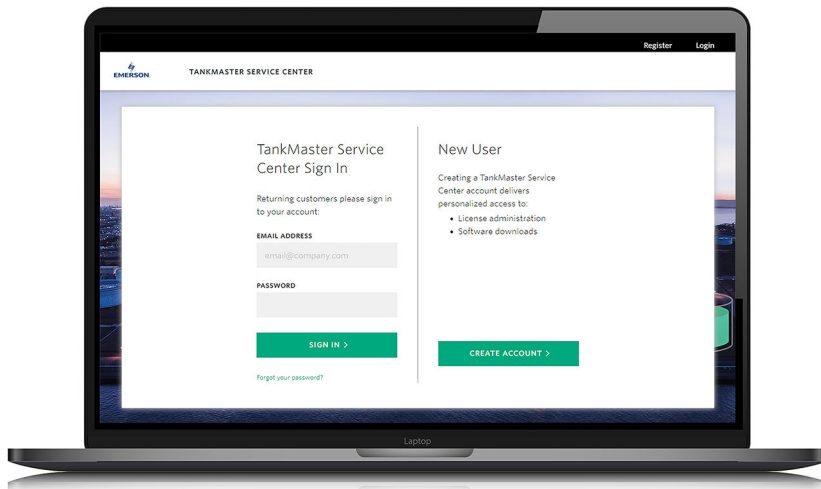 Register Login
EMERSON
TANKMASTER SERVICE CENTER
TankMaster Service
Center Sign In
Returning customers please sign in
to your account:
EMAIL ADDRESS
email@company.com
PASSWORD
SIGN IN >
Forgot your password?
New User
Creating a TankMaster Service
Center account delivers
personalized access to:
• License administration
• Software downloads
CREATE ACCOUNT >
Laptop